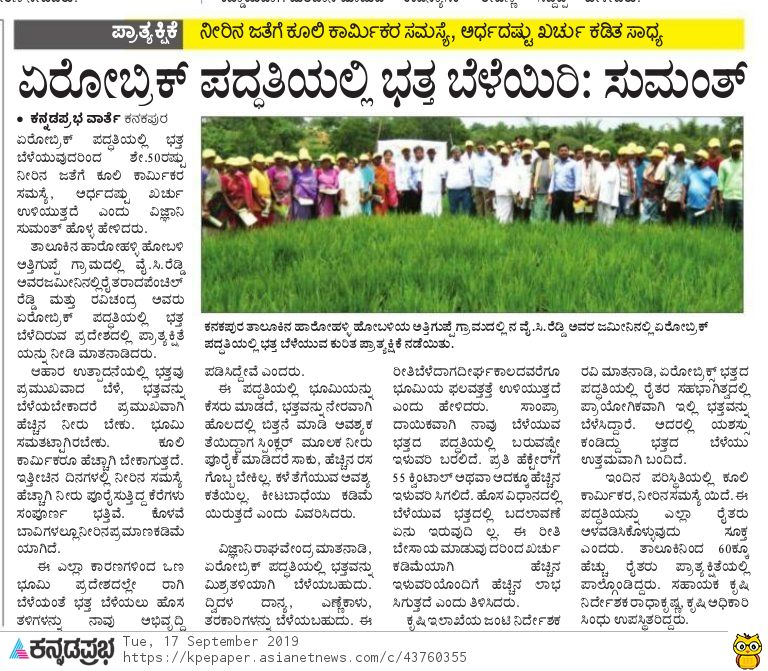 ಪ್ರಾತ್ಯಕ್ಷಿಕೆ
ನೀರಿನ ಜತೆಗೆ ಕೂಲಿ ಕಾರ್ಮಿಕರ ಸಮಸ್ಯೆ, ಅರ್ಧದಷ್ಟು ಖರ್ಚು ಕಡಿತ ಸಾಧ್ಯ
ಏರೋಬ್ರಿಕ್ ಪದ್ಧತಿಯಲ್ಲಿ ಭತ್ತ ಬೆಳೆಯಿರಿ: ಸುಮಂತ್
● ಕನ್ನಡಪ್ರಭ ವಾರ್ತೆ ಕನಕಪುರ
ಏರೋಬ್ರಿಕ್ ಪದ್ಧತಿಯಲ್ಲಿ ಭತ್ತ
ಬೆಳೆಯುವುದರಿಂದ ಶೇ.50ರಷ್ಟು
ನೀರಿನ ಜತೆಗೆ ಕೂಲಿ ಕಾರ್ಮಿಕರ
ಸಮಸ್ಯೆ, ಅರ್ಧದಷ್ಟು ಖರ್ಚು
ಉಳಿಯುತ್ತದೆ ಎಂದು ವಿಜ್ಞಾನಿ
ಸುಮಂತ್ ಹೊಳ್ಳ ಹೇಳಿದರು.
ತಾಲೂಕಿನ ಹಾರೋಹಳ್ಳಿ ಹೋಬಳಿ
ಅತ್ತಿಗುಪ್ಪೆ ಗ್ರಾಮದಲ್ಲಿ ವೈ.ಸಿ.ರೆಡ್ಡಿ
ಅವರಜಮೀನಿನಲ್ಲಿರೈತರಾದಪೆಂಚಿಲ್
ರೆಡ್ಡಿ ಮತ್ತು ರವಿಚಂದ್ರ ಅವರು
ಏರೋಬ್ರಿಕ್ ಪದ್ಧತಿಯಲ್ಲಿ ಭತ್ತ
ಬೆಳೆದಿರುವ ಪ್ರದೇಶದಲ್ಲಿ ಪ್ರಾತ್ಯಕ್ಷಿಕೆ
ಯನ್ನು ನೀಡಿ ಮಾತನಾಡಿದರು.
ಆಹಾರ ಉತ್ಪಾದನೆಯಲ್ಲಿ ಭತ್ತವು
ಪ್ರಮುಖವಾದ ಬೆಳೆ, ಭತ್ತವನ್ನು
ಬೆಳೆಯಬೇಕಾದರೆ ಪ್ರಮುಖವಾಗಿ
ಹೆಚ್ಚಿನ ನೀರು ಬೇಕು. ಭೂಮಿ
ಸಮತಟ್ಟಾಗಿರಬೇಕು. ಕೂಲಿ
ಕಾರ್ಮಿಕರೂ ಹೆಚ್ಚಾಗಿ ಬೇಕಾಗುತ್ತದೆ.
ಇತ್ತೀಚಿನ ದಿನಗಳಲ್ಲಿ ನೀರಿನ ಸಮಸ್ಯೆ
ಹೆಚ್ಚಾಗಿ ನೀರು ಪೂರೈಸುತ್ತಿದ್ದ ಕೆರೆಗಳು
ಸಂಪೂರ್ಣ ಭತ್ತಿವೆ. ಕೊಳವೆ
ಬಾವಿಗಳಲ್ಲೂನೀರಿನಪ್ರಮಾಣಕಡಿಮೆ
ಯಾಗಿದೆ.
ಈ ಎಲ್ಲಾ ಕಾರಣಗಳಿಂದ ಒಣ
ಭೂಮಿ ಪ್ರದೇಶದಲ್ಲೇ ರಾಗಿ
ಬೆಳೆಯಂತೆ ಭತ್ತ ಬೆಳೆಯಲು ಹೊಸ
ತಳಿಗಳನ್ನು ನಾವು ಅಭಿವೃದ್ಧಿ
ಕನಕಪುರ ತಾಲೂಕಿನ ಹಾರೋಹಳ್ಳಿ ಹೋಬಳಿಯ ಅತ್ತಿಗುಪ್ಪೆ ಗ್ರಾಮದಲ್ಲಿ ನ ವೈ.ಸಿ.ರೆಡ್ಡಿ ಅವರ ಜಮೀನಿನಲ್ಲಿ ಏರೋಬ್ರಿಕ್
ಪದ್ಧತಿಯಲ್ಲಿ ಭತ್ತ ಬೆಳೆಯುವ ಕುರಿತ ಪ್ರಾತ್ಯಕ್ಷಿಕೆ ನಡೆಯಿತು.
ಪಡಿಸಿದ್ದೇವೆ ಎಂದರು.
ಈ ಪದ್ಧತಿಯಲ್ಲಿ ಭೂಮಿಯನ್ನು
ಕೆಸರು ಮಾಡದೆ, ಭತ್ತವನ್ನು ನೇರವಾಗಿ
ಹೊಲದಲ್ಲಿ ಬಿತ್ತನೆ ಮಾಡಿ ಅವಶ್ಯಕ
ತೆಯಿದ್ದಾಗ ಸ್ಪಿಂಕ್ಲರ್ ಮೂಲಕ ನೀರು
ಪೂರೈಕೆ ಮಾಡಿದರೆ ಸಾಕು, ಹೆಚ್ಚಿನ ರಸ
ಗೊಬ್ಬ ಬೇಕಿಲ್ಲ. ಕಳೆ ತೆಗೆಯುವ ಅವಶ್ಯ
ಕತೆಯಿಲ್ಲ. ಕೀಟಬಾಧೆಯು ಕಡಿಮೆ
ಯಿರುತ್ತದೆ ಎಂದು ವಿವರಿಸಿದರು.
ವಿಜ್ಞಾನಿ ರಾಘವೇಂದ್ರ ಮಾತನಾಡಿ,
ಏರೋಬ್ರಿಕ್ ಪದ್ಧತಿಯಲ್ಲಿ ಭತ್ತವನ್ನು
ಮಿಶ್ರತಳಿಯಾಗಿ ಬೆಳೆಯಬಹುದು.
ದ್ವಿದಳ ದಾನ್ಯ, ಎಣ್ಣೆಕಾಳು,
ತರಕಾರಿಗಳನ್ನು ಬೆಳೆಯಬಹುದು. ಈ
ರೀತಿಬೆಳೆದಾಗದೀರ್ಘಕಾಲದವರೆಗೂ
ಭೂಮಿಯ ಫಲವತ್ತತ್ತೆ ಉಳಿಯುತ್ತದೆ
ಎಂದು ಹೇಳಿದರು. ಸಾಂಪ್ರಾ
ದಾಯಿಕವಾಗಿ ನಾವು ಬೆಳೆಯುವ
ಭತ್ತದ ಪದ್ಧತಿಯಲ್ಲಿ ಬರುವಷ್ಟೇ
ಇಳುವರಿ ಬರಲಿದೆ. ಪ್ರತಿ ಹೆಕ್ಟೇರ್‌ಗೆ
55 ಕ್ವಿಂಟಾಲ್ ಅಥವಾ ಅದಕ್ಕೂ ಹೆಚ್ಚಿನ
ಇಳುವರಿ ಸಿಗಲಿದೆ. ಹೊಸ ವಿಧಾನದಲ್ಲಿ
ಬೆಳೆಯುವ ಭತ್ತದಲ್ಲಿ ಬದಲಾವಣೆ
ಏನು ಇರುವುದಿ ಲ್ಲ. ಈ ರೀತಿ
ಬೇಸಾಯ ಮಾಡುವುದರಿಂದ ಖರ್ಚು
ಕಡಿಮೆಯಾಗಿ ಹೆಚ್ಚಿನ
ಇಳುವರಿಯೊಂದಿಗೆ ಹೆಚ್ಚಿನ ಲಾಭ
ಸಿಗುತ್ತದೆ ಎಂದು ತಿಳಿಸಿದರು.
ಕೃಷಿ ಇಲಾಖೆಯ ಜಂಟಿ ನಿರ್ದೇಶಕ
ರವಿ ಮಾತನಾಡಿ, ಏರೋಬ್ರಿಕ್ಸ್ ಭತ್ತದ
ಪದ್ಧತಿಯಲ್ಲಿ ರೈತರ ಸಹಭಾಗಿತ್ವದಲ್ಲಿ
ಪ್ರಾಯೋಗಿಕವಾಗಿ ಇಲ್ಲಿ ಭತ್ತವನ್ನು
ಬೆಳೆಸಿದ್ದಾರೆ. ಅದರಲ್ಲಿ ಯಶಸ್ಸು
ಕಂಡಿದ್ದು ಭತ್ತದ ಬೆಳೆಯು
ಉತ್ತಮವಾಗಿ ಬಂದಿದೆ.
ಇಂದಿನ ಪರಿಸ್ಥಿತಿಯಲ್ಲಿ ಕೂಲಿ
ಕಾರ್ಮಿಕರ, ನೀರಿನ ಸಮಸ್ಯೆ ಯಿದೆ. ಈ
ಪದ್ಧತಿಯನ್ನು ಎಲ್ಲಾ ರೈತರು
ಅಳವಡಿಸಿಕೊಳ್ಳುವುದು ಸೂಕ್ತ
ಎಂದರು. ತಾಲೂಕಿನಿಂದ 60ಕ್ಕೂ
ಹೆಚ್ಚು ರೈತರು ಪ್ರಾತ್ಯಕ್ಷಿತೆಯಲ್ಲಿ
ಪಾಲ್ಗೊಂಡಿದ್ದರು. ಸಹಾಯಕ ಕೃಷಿ
ನಿರ್ದೇಶಕ ರಾಧಾಕೃಷ್ಣ, ಕೃಷಿ ಅಧಿಕಾರಿ
ಸಿಂಧು ಉಪಸ್ಥಿತರಿದ್ದರು.
ಕನ್ನಡಪ್ರಭ
Tue, 17 September 2019
https://kpepaper.asianetnews.com/c/43760355